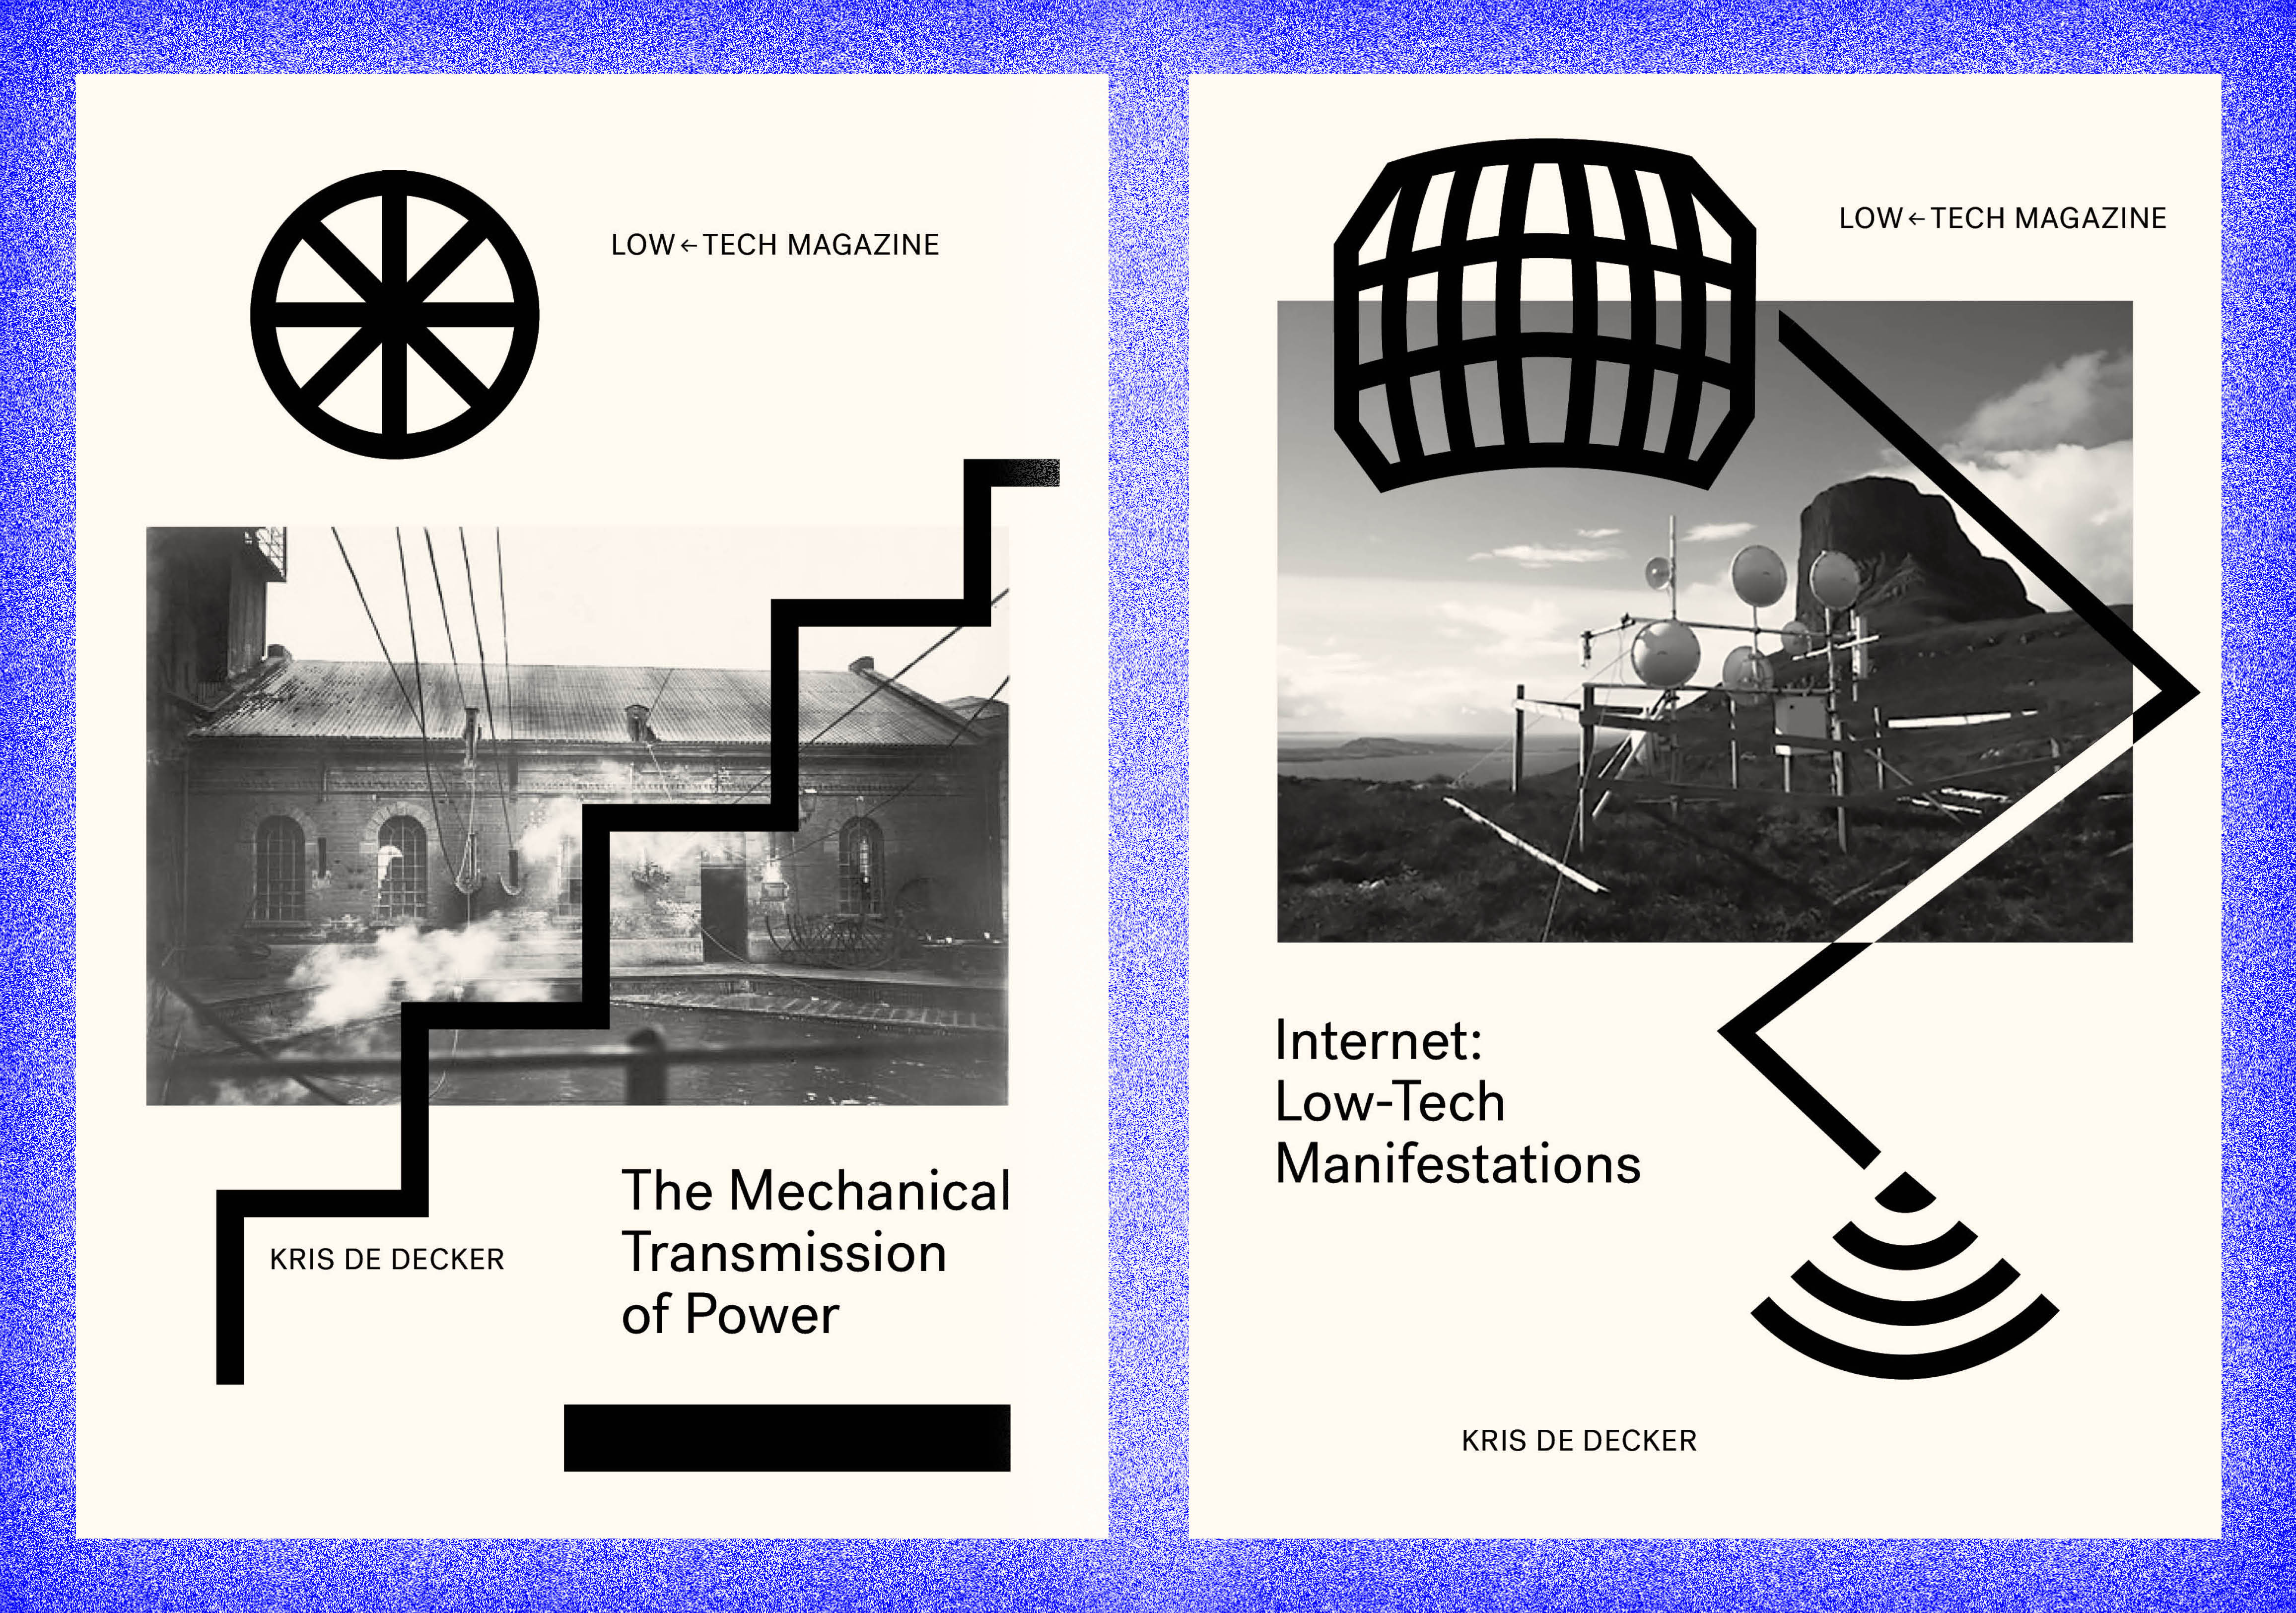 LOW←TECH MAGAZINE
KRIS DE DECKER
The Mechanical
Transmission
of Power
LOW←TECH MAGAZINE
Internet:
Low-Tech
Manifestations
KRIS DE DECKER